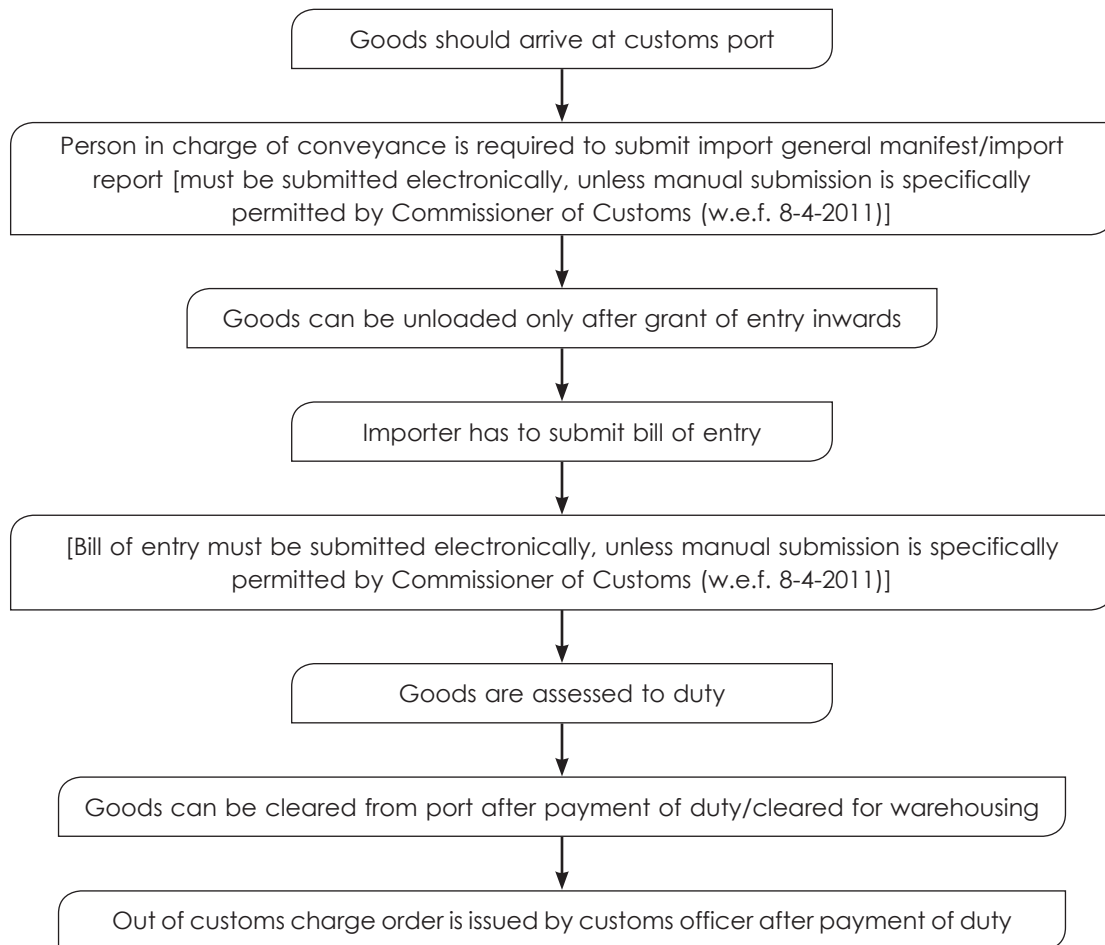 Goods should arrive at customs port
Person in charge of conveyance is required to submit import general manifest/import
report [must be submitted electronically, unless manual submission is specifically
permitted by Commissioner of Customs (w.e.f. 8-4-2011)]
Goods can be unloaded only after grant of entry inwards
Importer has to submit bill of entry
[Bill of entry must be submitted electronically, unless manual submission is specifically
permitted by Commissioner of Customs (w.e.f. 8-4-2011)]
Goods are assessed to duty
Goods can be cleared from port after payment of duty/cleared for warehousing
Out of customs charge order is issued by customs officer after payment of duty